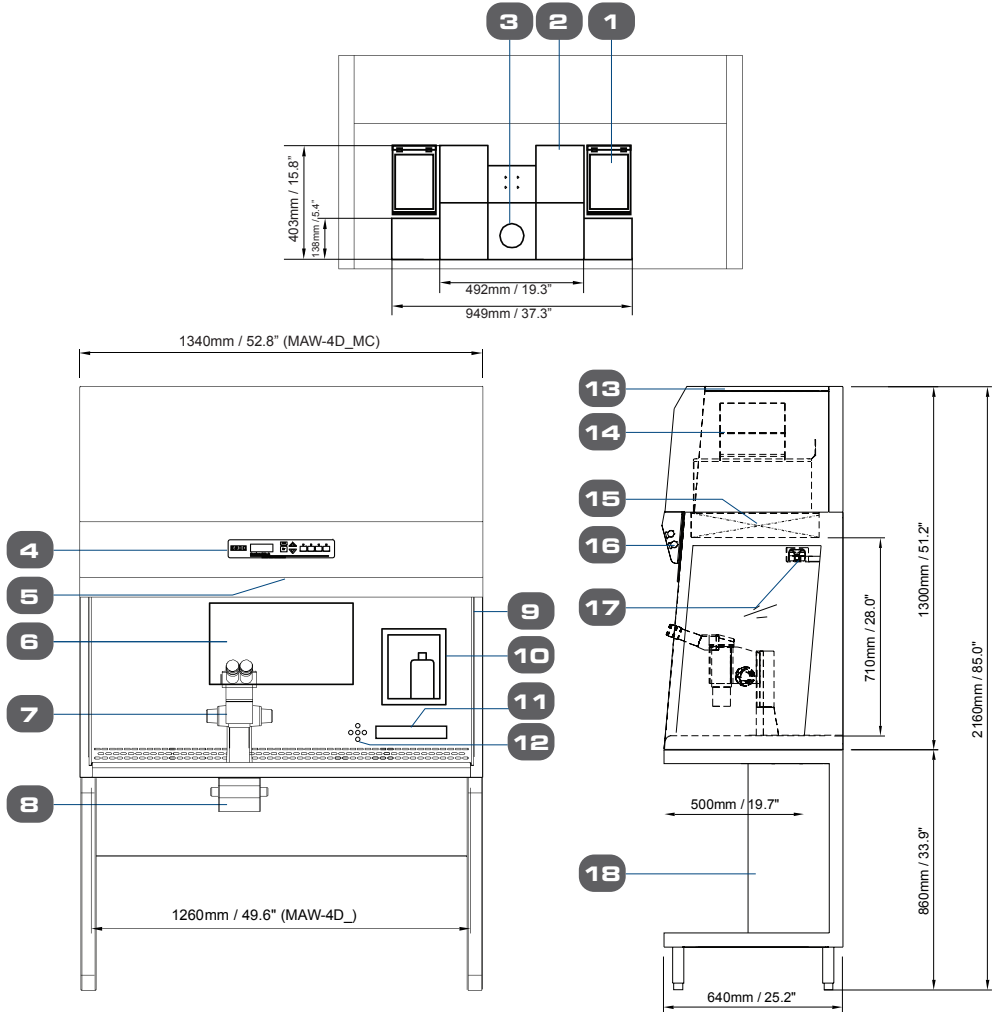 3 2 1
403mm / 15.8"
138mm / 5.4"
492mm / 19.3"
949mm / 37.3"
1340mm / 52.8" (MAW-4D_MC)
4
5
6
7
8
9
10
11
12
1260mm / 49.6" (MAW-4D_)
13
14
15
16
17
18
710mm / 28.0"
1300mm / 51.2"
2160mm / 85.0"
500mm / 19.7"
860mm / 33.9"
640mm / 25.2"